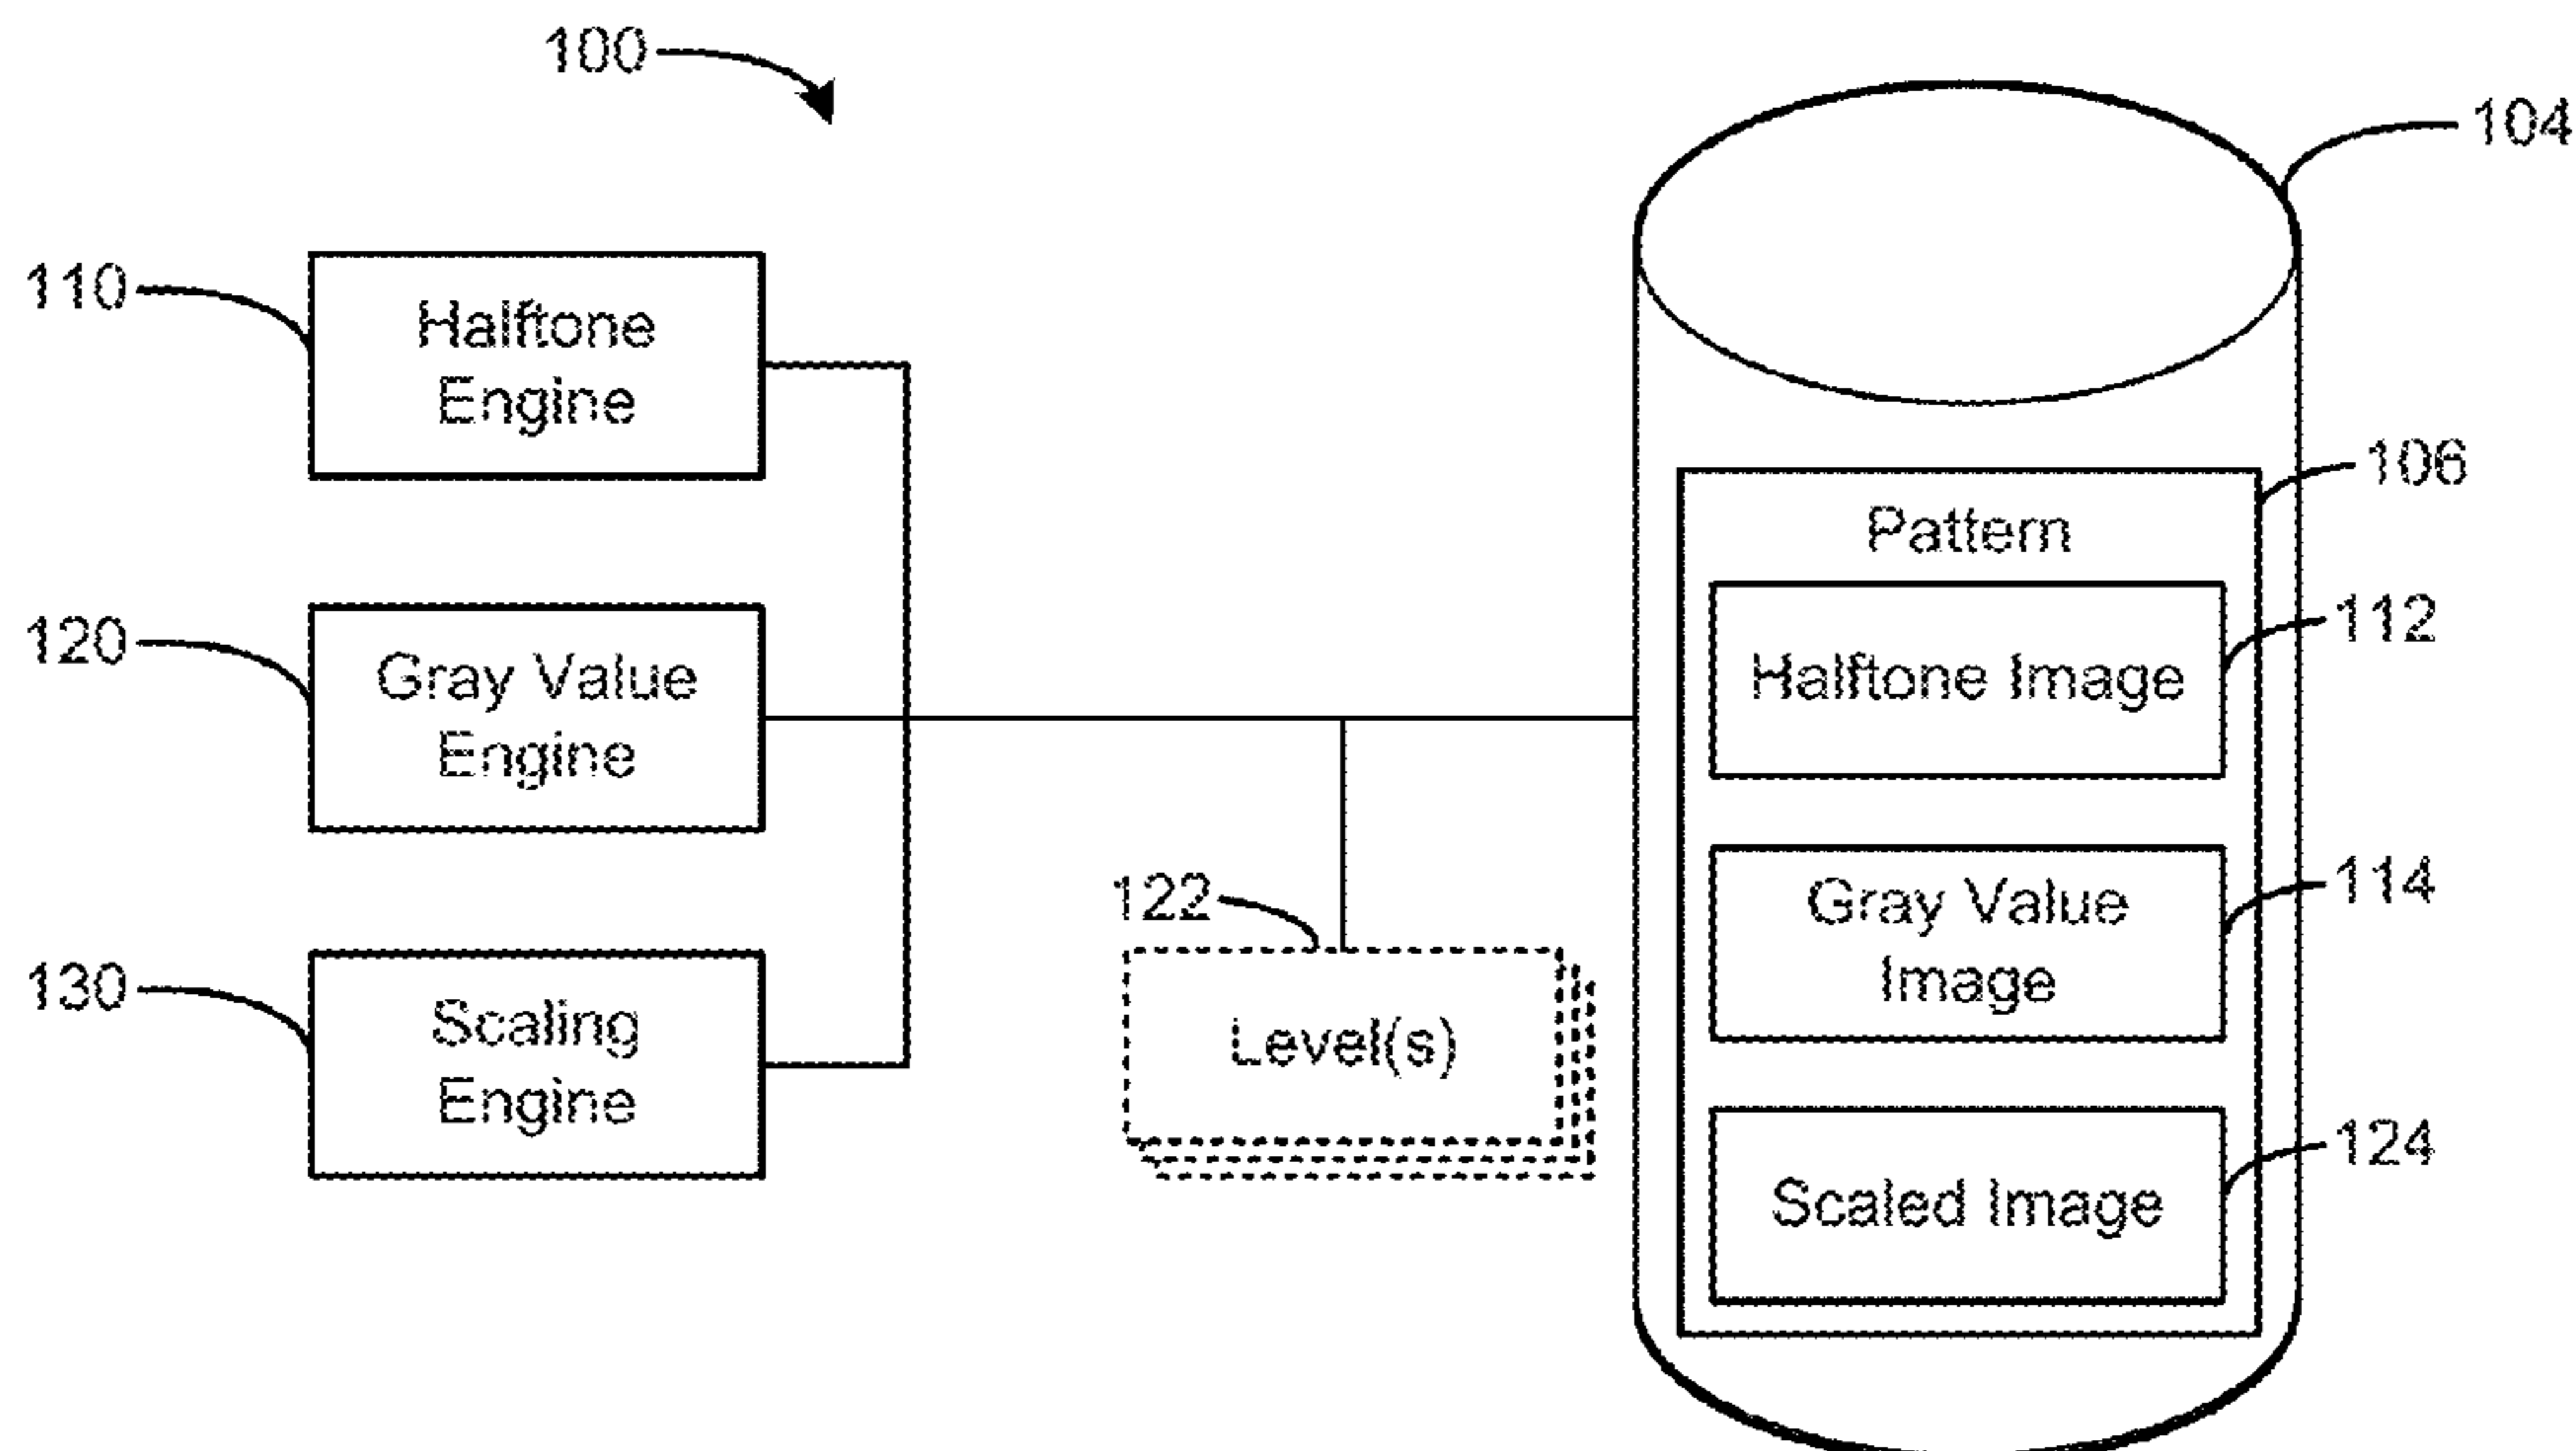 100
104
110
Halftone
Engine
106
Pattern
112
Halftone Image
120
Gray Value
Engine
122
Level(s)
114
Gray Value
Image
130
Scaling
Engine
124
Scaled Image